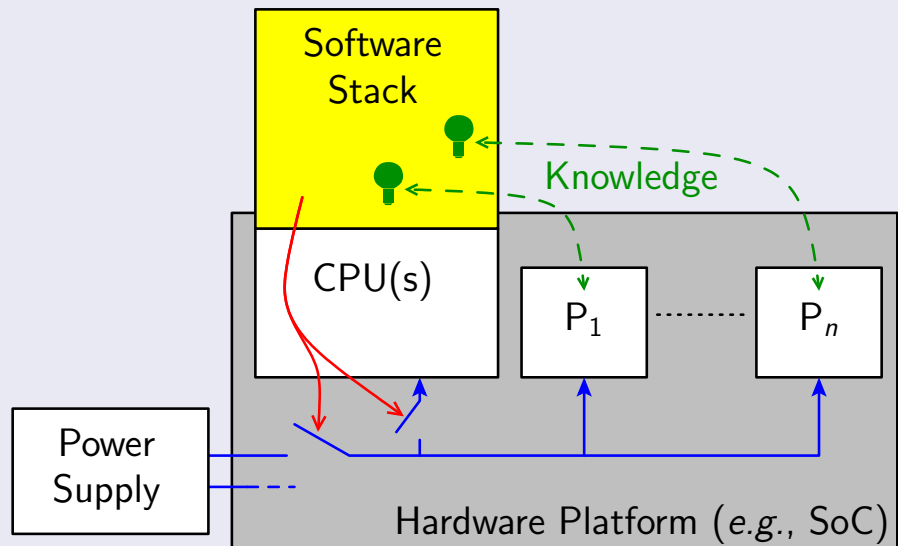 Software
Stack
Knowledge
CPU(s)
P₁
Pₙ
Power
Supply
Hardware Platform (e.g., SoC)